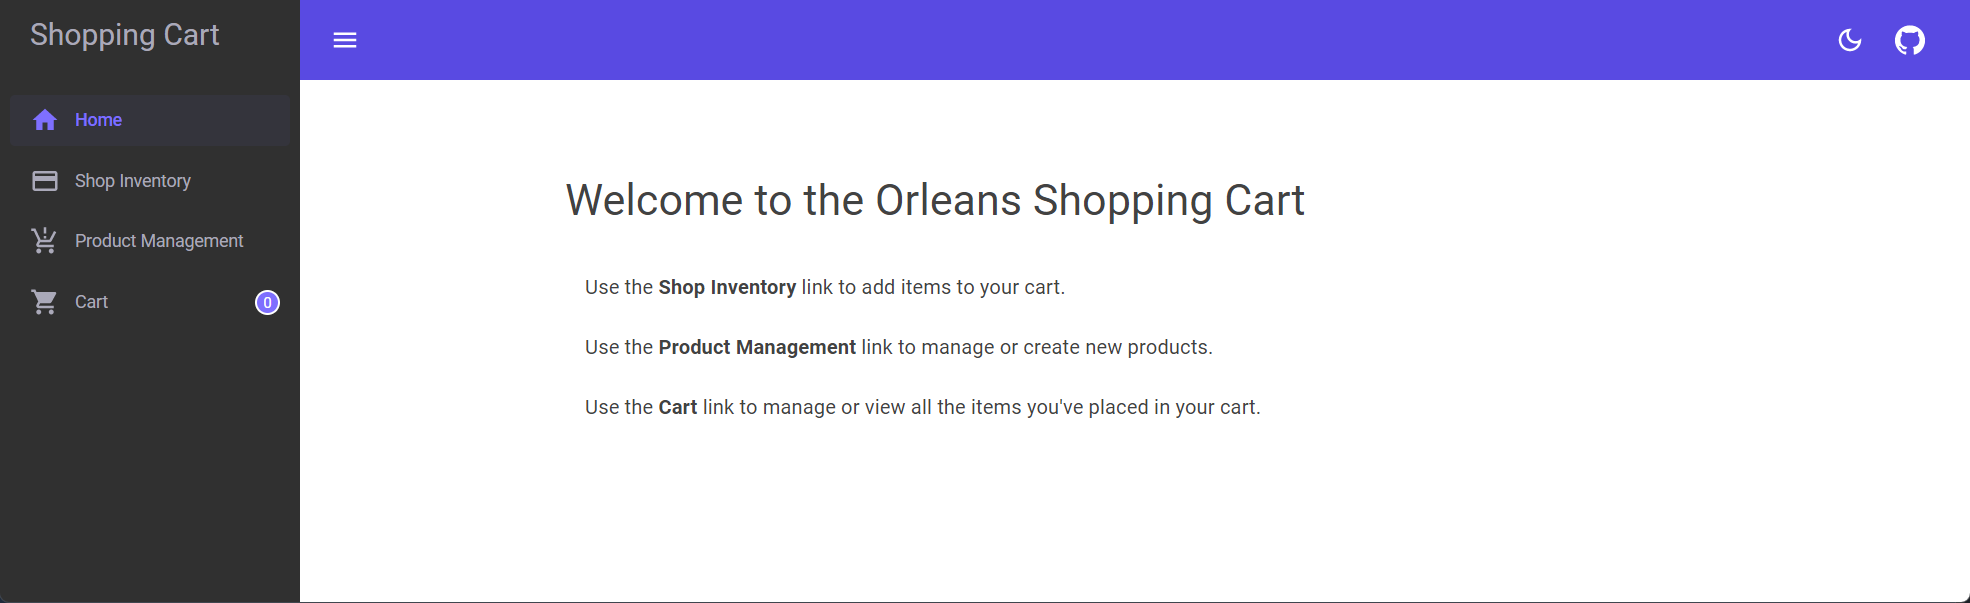 Shopping Cart
Home
Shop Inventory
Product Management
Cart 0
Welcome to the Orleans Shopping Cart
Use the Shop Inventory link to add items to your cart.
Use the Product Management link to manage or create new products.
Use the Cart link to manage or view all the items you've placed in your cart.